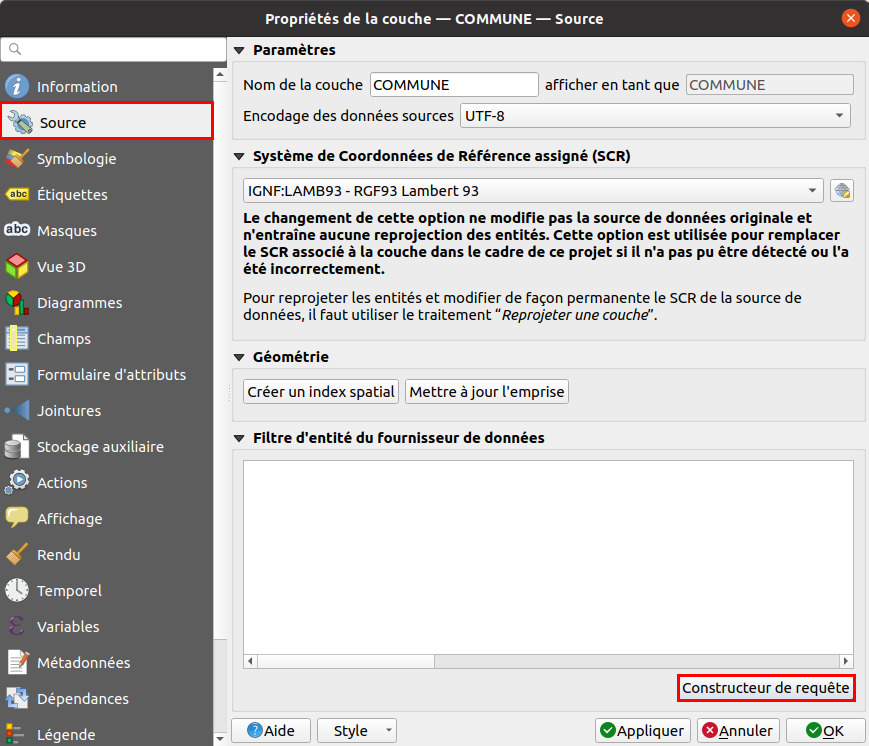 Propriétés de la couche — COMMUNE — Source
Information
Source
Symbologie
abc Étiquettes
abc Masques
Vue 3D
Diagrammes
Champs
Formulaire d'attributs
Jointures
Stockage auxiliaire
Actions
Affichage
Rendu
Temporel
Variables
Métadonnées
Dépendances
Légende
Paramètres
Nom de la couche COMMUNE afficher en tant que COMMUNE
Encodage des données sources UTF-8
Système de Coordonnées de Référence assigné (SCR)
IGNF:LAMB93 - RGF93 Lambert 93
Le changement de cette option ne modifie pas la source de données originale et
n'entraîne aucune reprojection des entités. Cette option est utilisée pour remplacer
le SCR associé à la couche dans le cadre de ce projet si il n'a pas pu être détecté ou l'a
été incorrectement.
Pour reprojeter les entités et modifier de façon permanente le SCR de la source de
données, il faut utiliser le traitement “Reprojeter une couche”.
Géométrie
Créer un index spatial Mettre à jour l'emprise
Filtre d'entité du fournisseur de données
Constructeur de requête
Aide Style Appliquer Annuler OK